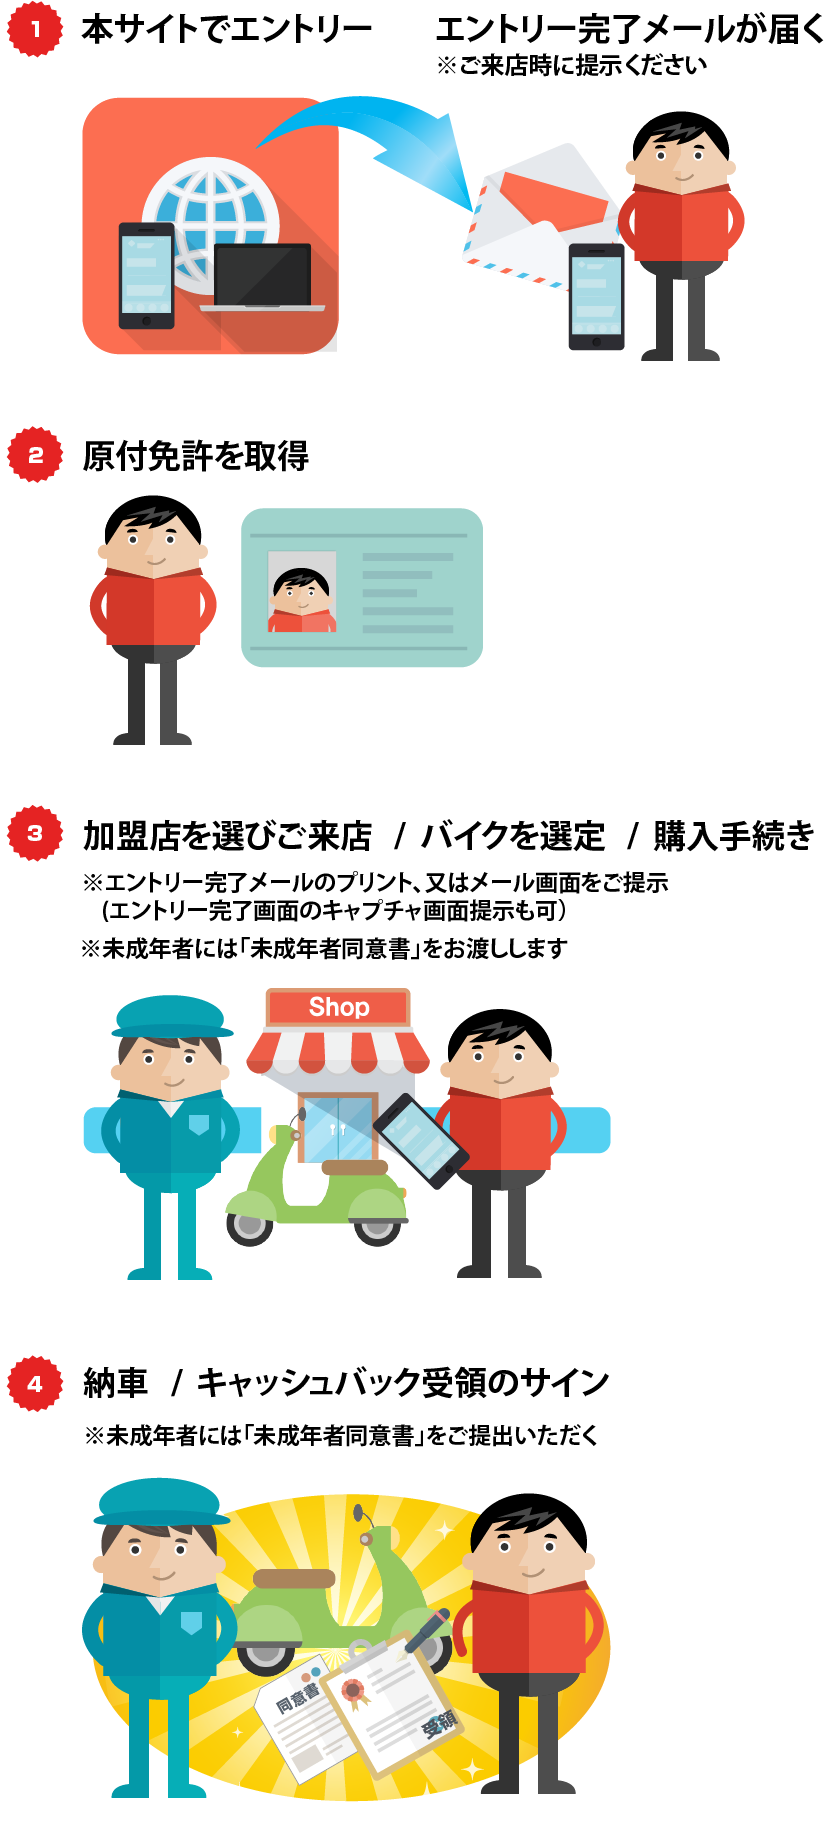 1 本サイトでエントリー
エントリー完了メールが届く
※ご来店時に提示ください
2 原付免許を取得
3 加盟店を選びご来店 / バイクを選定 / 購入手続き
※エントリー完了メールのプリント、又はメール画面をご提示
(エントリー完了画面のキャプチャ画面提示も可）
※未成年者には「未成年者同意書」をお渡しします
Shop
4 納車 / キャッシュバック受領のサイン
※未成年者には「未成年者同意書」をご提出いただく
同意書
受領